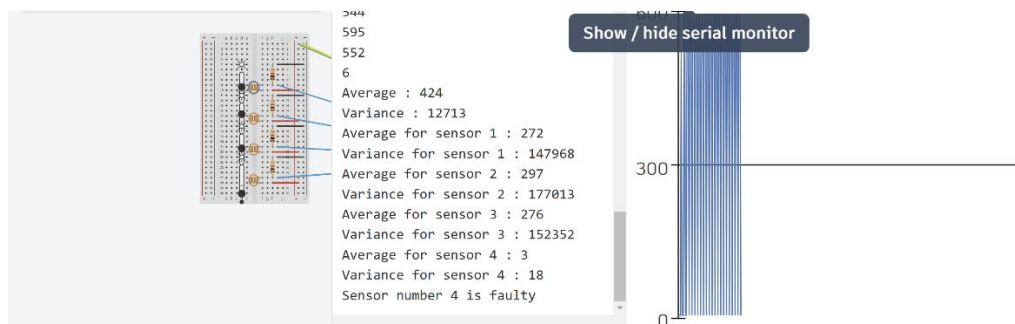 544
595
552
6
Average : 424
Variance : 12713
Average for sensor 1 : 272
Variance for sensor 1 : 147968
Average for sensor 2 : 297
Variance for sensor 2 : 177013
Average for sensor 3 : 276
Variance for sensor 3 : 152352
Average for sensor 4 : 3
Variance for sensor 4 : 18
Sensor number 4 is faulty
Show / hide serial monitor
600
300
0